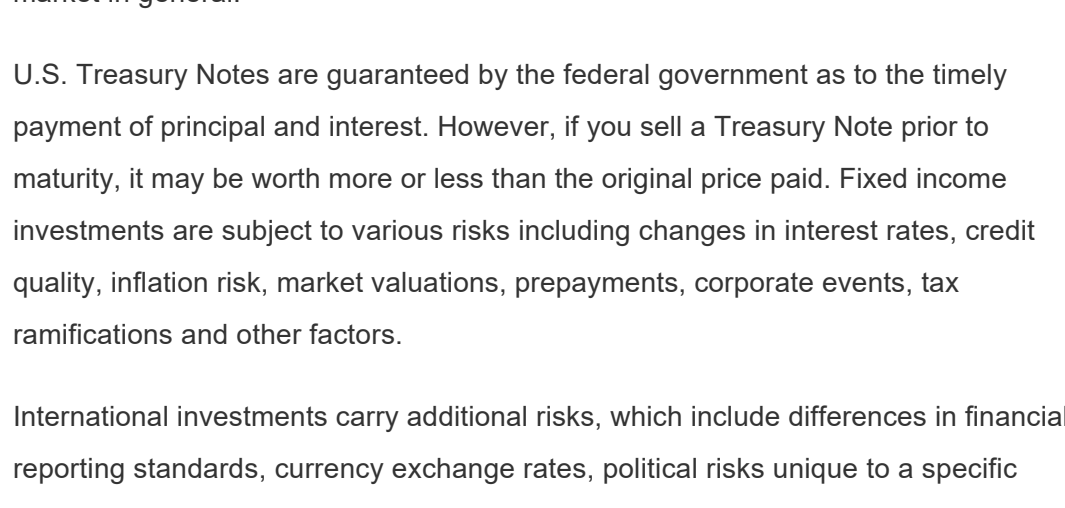 market in general.
U.S. Treasury Notes are guaranteed by the federal government as to the timely
payment of principal and interest. However, if you sell a Treasury Note prior to
maturity, it may be worth more or less than the original price paid. Fixed income
investments are subject to various risks including changes in interest rates, credit
quality, inflation risk, market valuations, prepayments, corporate events, tax
ramifications and other factors.
International investments carry additional risks, which include differences in financial
reporting standards, currency exchange rates, political risks unique to a specific